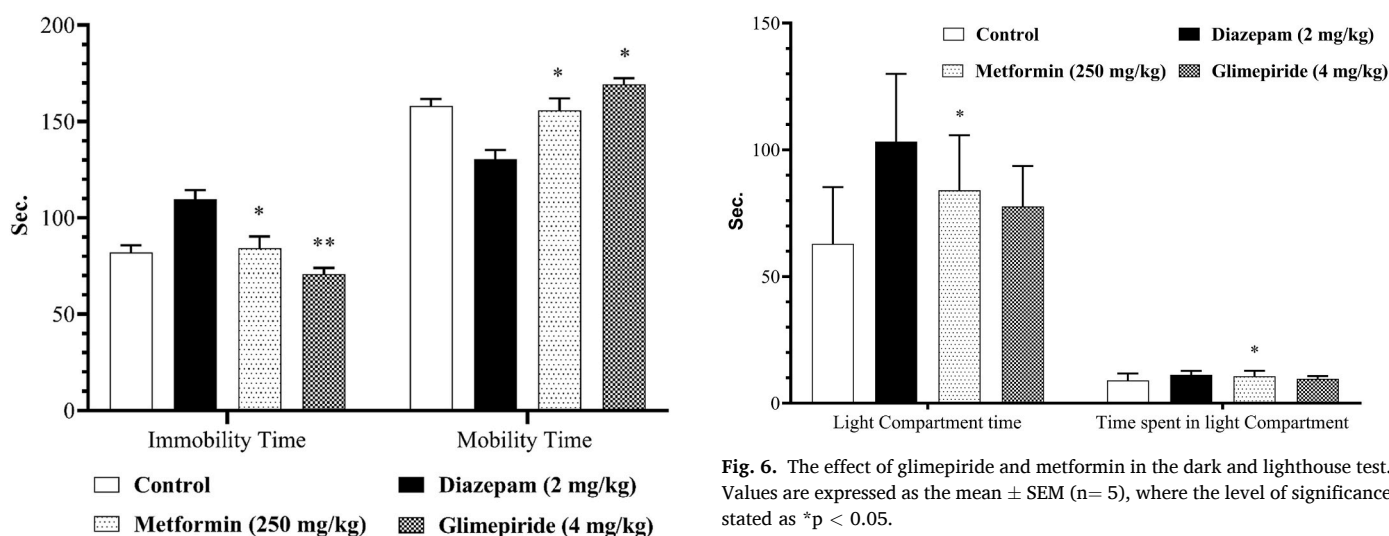 200
150
100
50
0
Sec.
*
**
*
*
Immobility Time
Mobility Time
Control
Diazepam (2 mg/kg)
Metformin (250 mg/kg)
Glimepiride (4 mg/kg)
150
100
50
0
Sec.
Control
Diazepam (2 mg/kg)
Metformin (250 mg/kg)
Glimepiride (4 mg/kg)
*
*
Light Compartment time
Time spent in light Compartment
Fig. 6. The effect of glimepiride and metformin in the dark and lighthouse test.
Values are expressed as the mean ± SEM (n= 5), where the level of significance
stated as *p < 0.05.